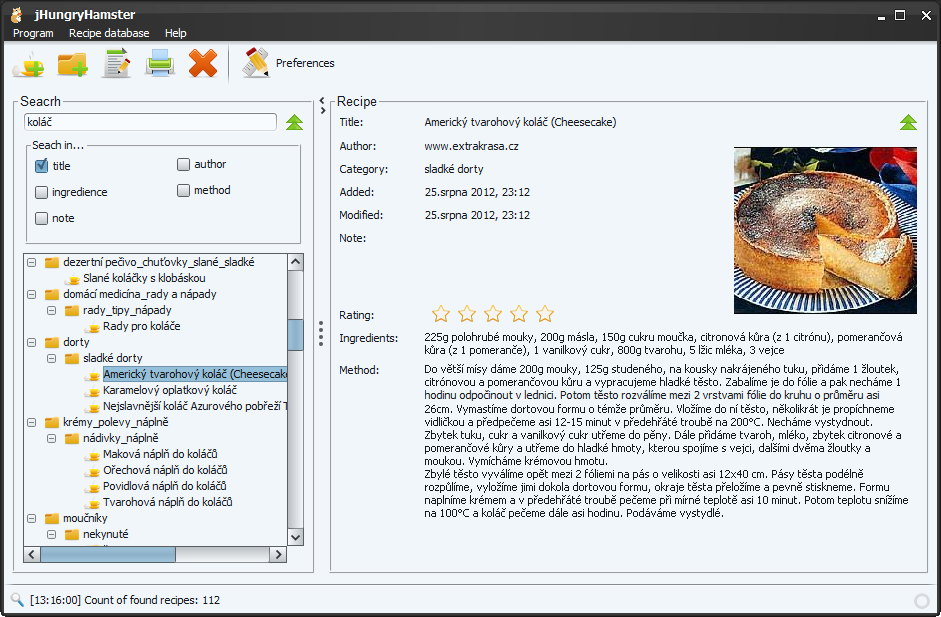 jHungryHamster
Program Recipe database Help
Preferences
Seacrh
koláč
Seach in...
title
author
ingredience
method
note
dezertní pečivo_chuťovky_slané_sladké
Slané koláčky s klobáskou
domácí medicína_rady a nápady
rady_tipy_nápady
Rady pro koláče
dorty
sladké dorty
Americký tvarohový koláč (Cheesecake
Karamelový oplatkový koláč
Nejslavnější koláč Azurového pobřeží T
krémy_polevy_náplně
nádivky_náplně
Maková náplň do koláčů
Ořechová náplň do koláčů
Povidlová náplň do koláčů
Tvarohová náplň do koláčů
moučníky
nekynuté
Recipe
Title: Americký tvarohový koláč (Cheesecake)
Author: www.extrakrasa.cz
Category: sladké dorty
Added: 25.srpna 2012, 23:12
Modified: 25.srpna 2012, 23:12
Note:
Rating:
Ingredients: 225g polohrubé mouky, 200g másla, 150g cukru moučka, citronová kůra (z 1 citrónu), pomerančová
kůra (z 1 pomeranče), 1 vanilkový cukr, 800g tvarohu, 5 lžic mléka, 3 vejce
Method: Do větší mísy dáme 200g mouky, 125g studeného, na kousky nakrájeného tuku, přidáme 1 žloutek,
citrónovou a pomerančovou kůru a vypracujeme hladké těsto. Zabalíme je do fólie a pak necháme 1
hodinu odpočinout v lednici. Potom těsto rozválíme mezi 2 vrstvami fólie do kruhu o průměru asi
26cm. Vymastíme dortovou formu o témže průměru. Vložíme do ní těsto, několikrát je propíchneme
vidličkou a předpečeme asi 12-15 minut v předehřáté troubě na 200°C. Necháme vystydnout.
Zbytek tuku, cukr a vanilkový cukr utřeme do pěny. Dále přidáme tvaroh, mléko, zbytek citronové a
pomerančové kůry a utřeme do hladké hmoty, kterou spojíme s vejci, dalšími dvěma žloutky a
moukou. Vymícháme krémovou hmotu.
Zbylé těsto vyválíme opět mezi 2 fóliemi na pás o velikosti asi 12x40 cm. Pásy těsta podélně
rozpůlíme, vyložíme jimi dokola dortovou formu, okraje těsta přeložíme a pevně stiskneme. Formu
naplníme krémem a v předehřáté troubě pečeme při mírné teplotě asi 10 minut. Potom teplotu snížíme
na 100°C a koláč pečeme dále asi hodinu. Podáváme vystydlé.
[13:16:00] Count of found recipes: 112